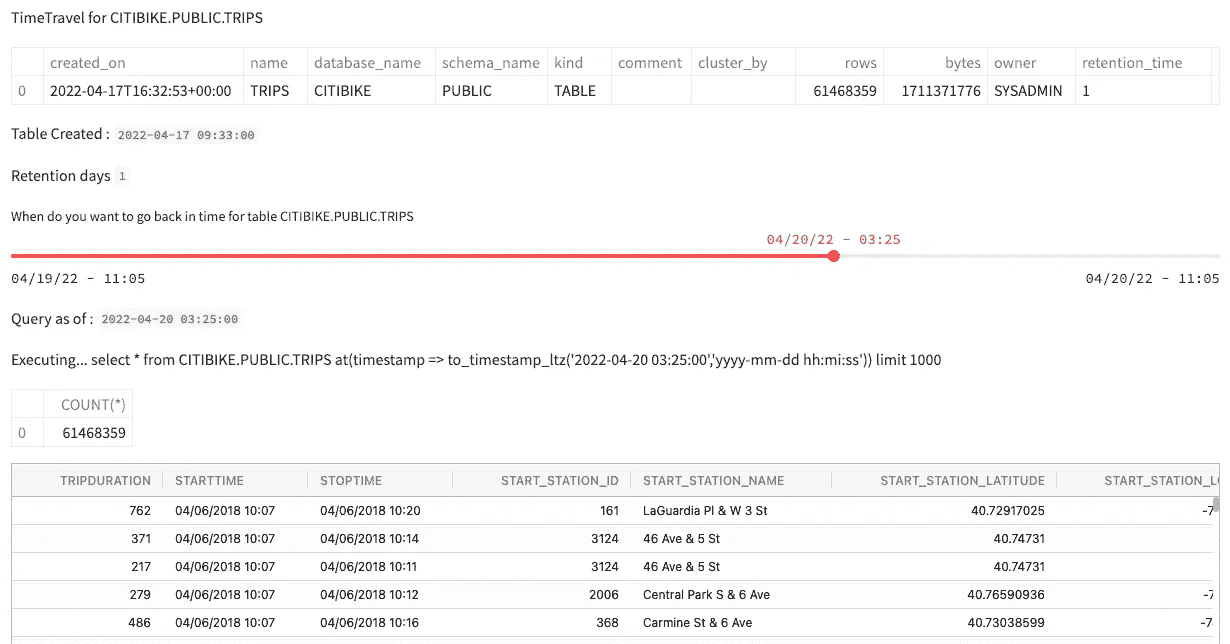 TimeTravel for CITIBIKE.PUBLIC.TRIPS
created_on name database_name schema_name kind comment cluster_by rows bytes owner retention_time
0 2022-04-17T16:32:53+00:00 TRIPS CITIBIKE PUBLIC TABLE 61468359 1711371776 SYSADMIN 1
Table Created : 2022-04-17 09:33:00
Retention days 1
When do you want to go back in time for table CITIBIKE.PUBLIC.TRIPS
04/20/22 - 03:25
04/19/22 - 11:05 04/20/22 - 11:05
Query as of : 2022-04-20 03:25:00
Executing... select * from CITIBIKE.PUBLIC.TRIPS at(timestamp => to_timestamp_ltz('2022-04-20 03:25:00','yyyy-mm-dd hh:mi:ss')) limit 1000
COUNT(*)
0 61468359
TRIPDURATION STARTTIME STOPTIME START_STATION_ID START_STATION_NAME START_STATION_LATITUDE START_STATION_L
762 04/06/2018 10:07 04/06/2018 10:20 161 LaGuardia Pl & W 3 St 40.72917025 -7
371 04/06/2018 10:07 04/06/2018 10:14 3124 46 Ave & 5 St 40.74731
217 04/06/2018 10:07 04/06/2018 10:11 3124 46 Ave & 5 St 40.74731
279 04/06/2018 10:07 04/06/2018 10:12 2006 Central Park S & 6 Ave 40.76590936 -7
486 04/06/2018 10:07 04/06/2018 10:16 368 Carmine St & 6 Ave 40.73038599 -7